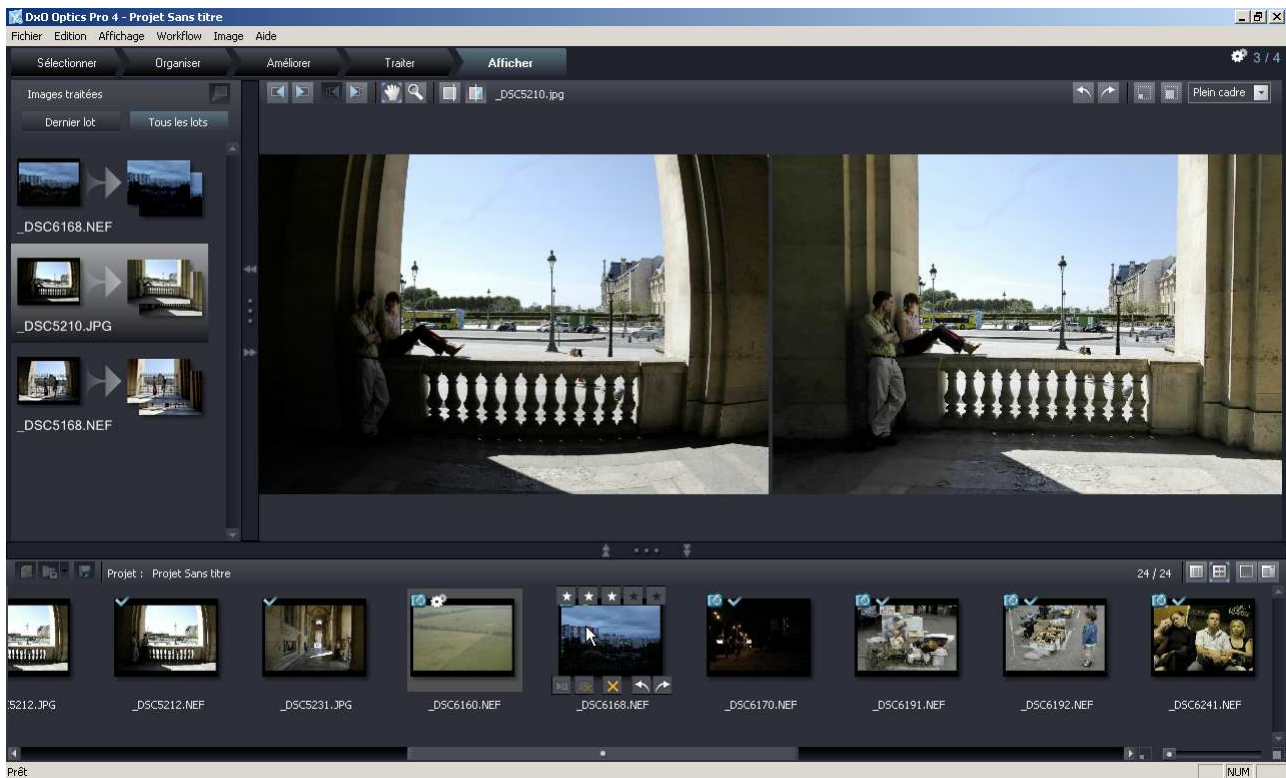 DxO Optics Pro 4 - Projet Sans titre
Fichier Edition Affichage Workflow Image Aide
Sélectionner Organiser Améliorer Traiter Afficher 3 / 4
Images traitées
_DSC5210.jpg
Plein cadre
Dernier lot Tous les lots
_DSC6168.NEF
_DSC5210.JPG
_DSC5168.NEF
Projet : Projet Sans titre
24 / 24
5212.JPG _DSC5212.NEF _DSC5231.JPG _DSC6160.NEF _DSC6168.NEF _DSC6170.NEF _DSC6191.NEF _DSC6192.NEF _DSC6241.NEF
Prêt
NUM